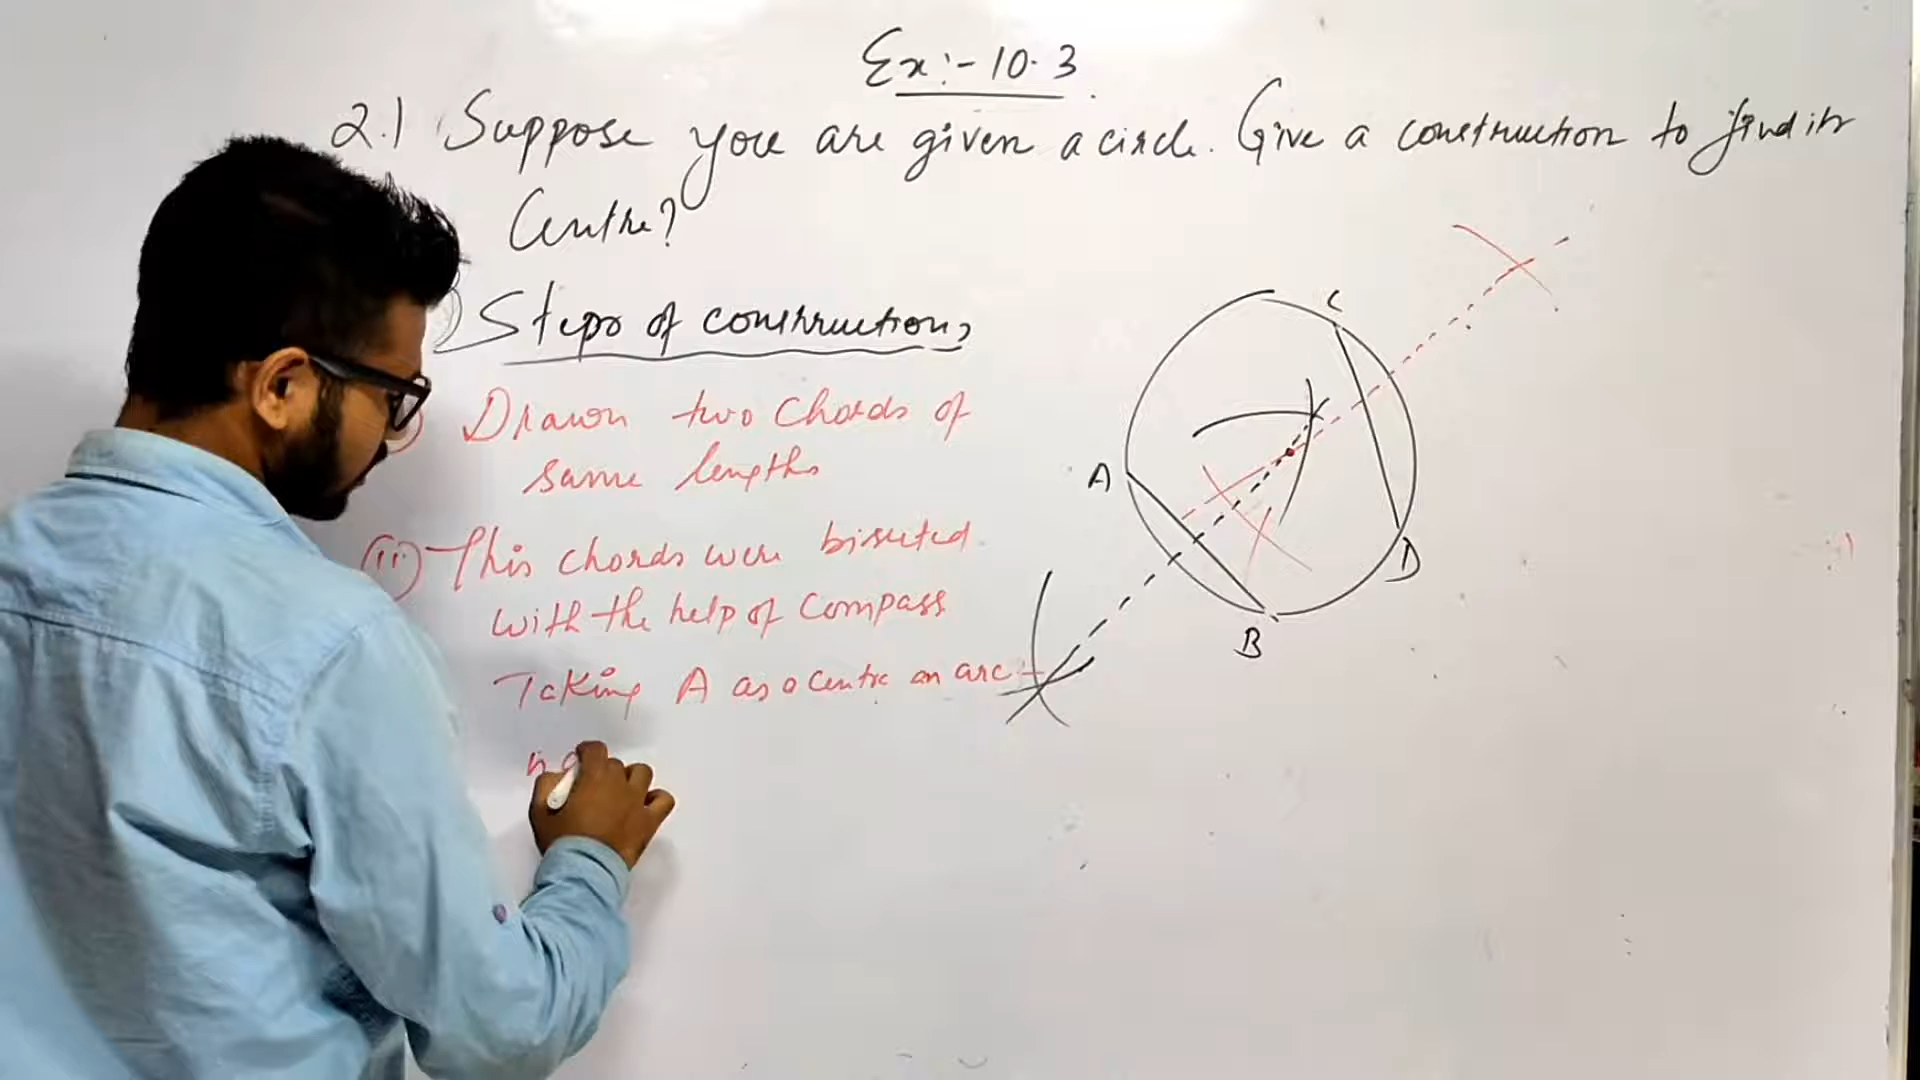 Ex:- 10.3
2.) Suppose you are given a circle. Give a construction to find its
Centre?
Steps of construction,
Drawn two Chords of
same lengths
(ii) This chords were bisected
with the help of Compass
Taking A as a centre an arc
C
A
D
B